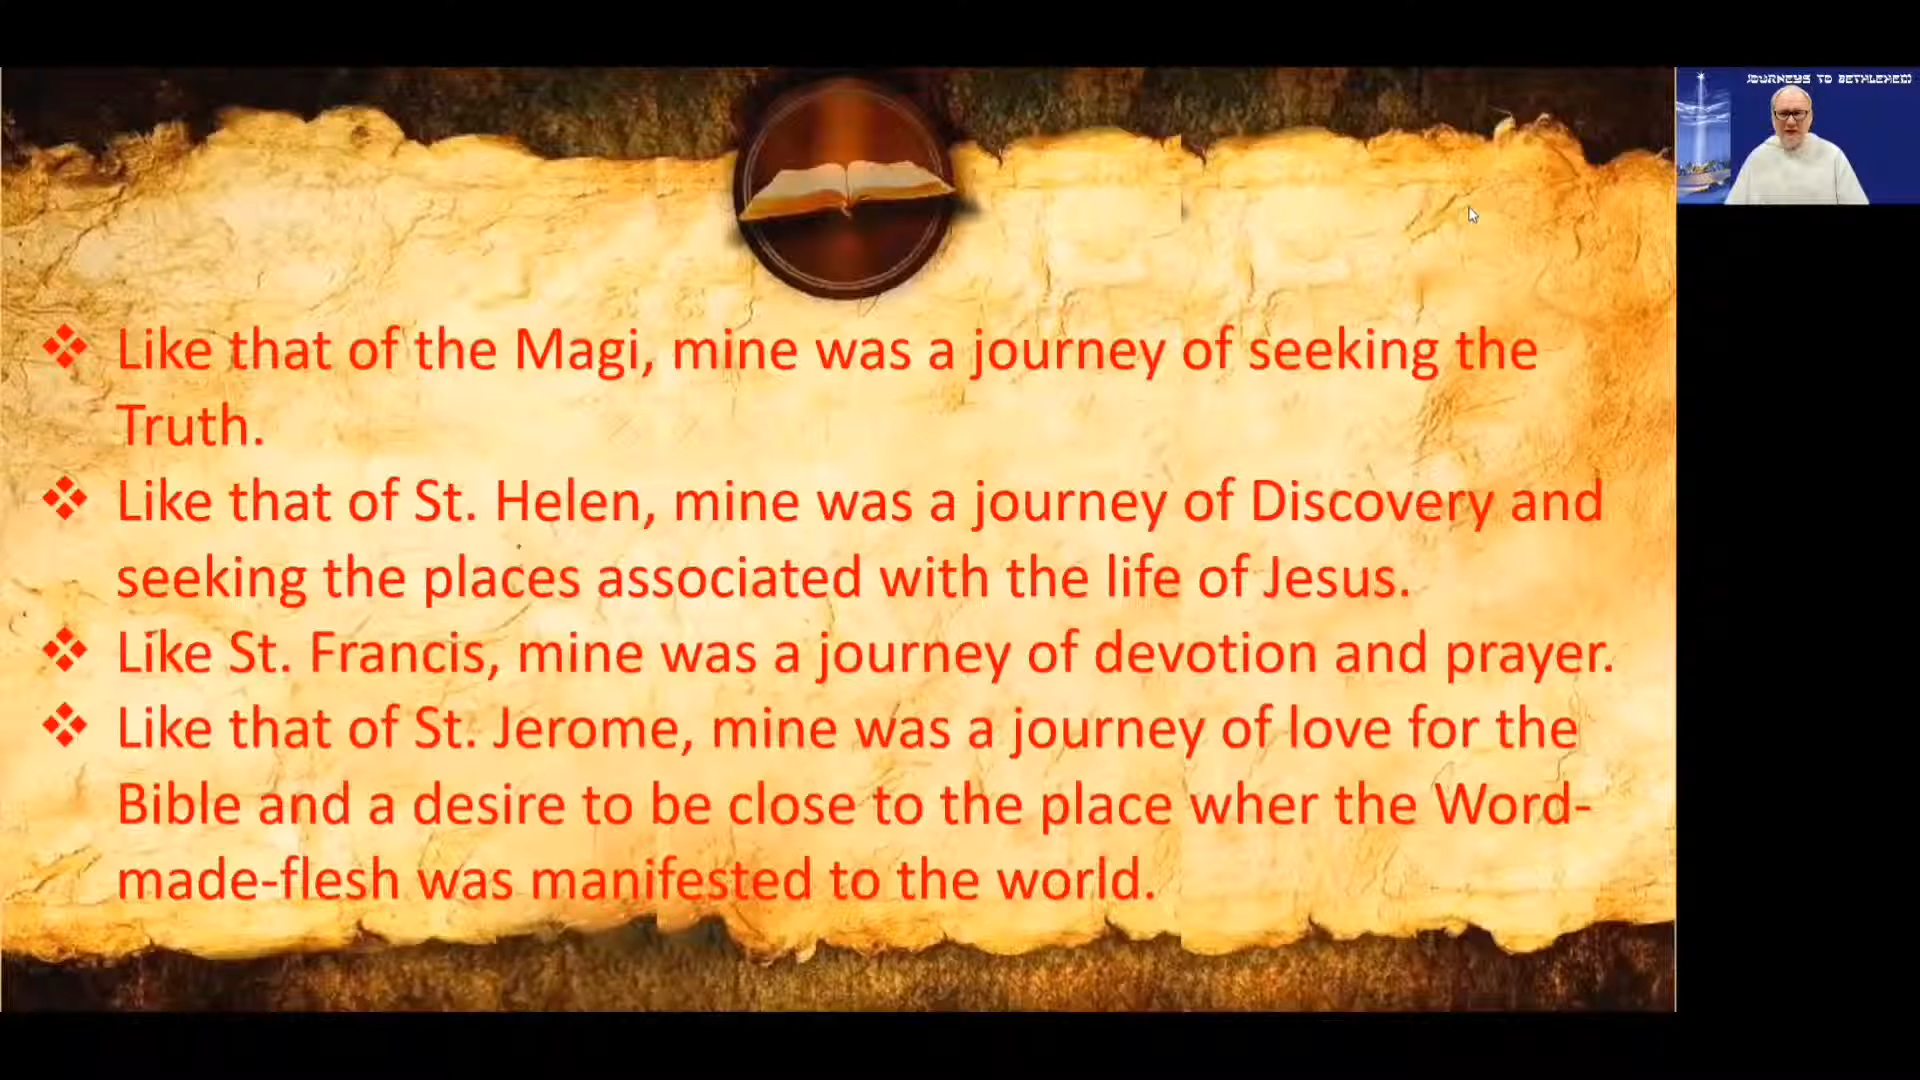 JOURNEYS TO BETHLEHEM
❖ Like that of the Magi, mine was a journey of seeking the
Truth.
❖ Like that of St. Helen, mine was a journey of Discovery and
seeking the places associated with the life of Jesus.
❖ Like St. Francis, mine was a journey of devotion and prayer.
❖ Like that of St. Jerome, mine was a journey of love for the
Bible and a desire to be close to the place wher the Word-
made-flesh was manifested to the world.